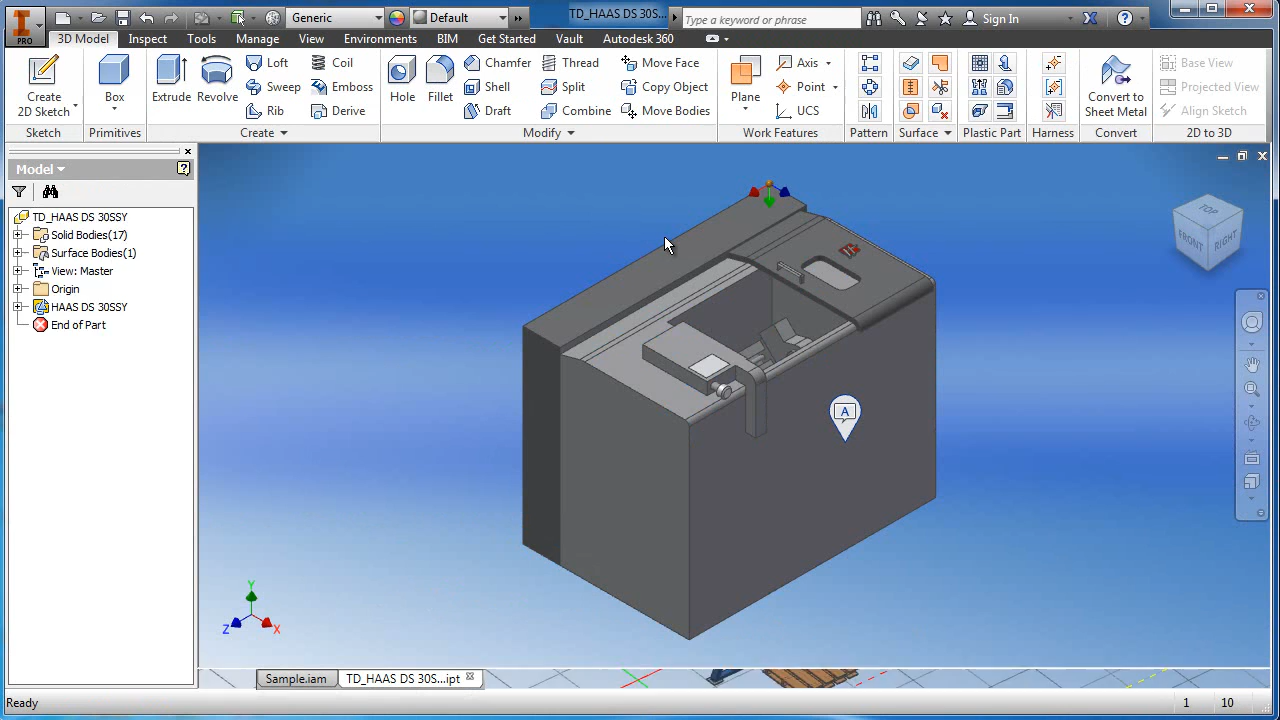 PRO
Generic
Default
TD_HAAS DS 30S...
Type a keyword or phrase
Sign In
3D Model
Inspect
Tools
Manage
View
Environments
BIM
Get Started
Vault
Autodesk 360
Create
2D Sketch
Box
Extrude
Revolve
Loft
Sweep
Rib
Coil
Emboss
Derive
Hole
Fillet
Chamfer
Shell
Draft
Thread
Split
Combine
Move Face
Copy Object
Move Bodies
Plane
Axis
Point
UCS
Convert to
Sheet Metal
Base View
Projected View
Align Sketch
Sketch
Primitives
Create
Modify
Work Features
Pattern
Surface
Plastic Part
Harness
Convert
2D to 3D
Model
TD_HAAS DS 30SSY
Solid Bodies(17)
Surface Bodies(1)
View: Master
Origin
HAAS DS 30SSY
End of Part
TOP
FRONT
RIGHT
A
Y
Z
X
Sample.iam
TD_HAAS DS 30S...ipt
Ready
1
10